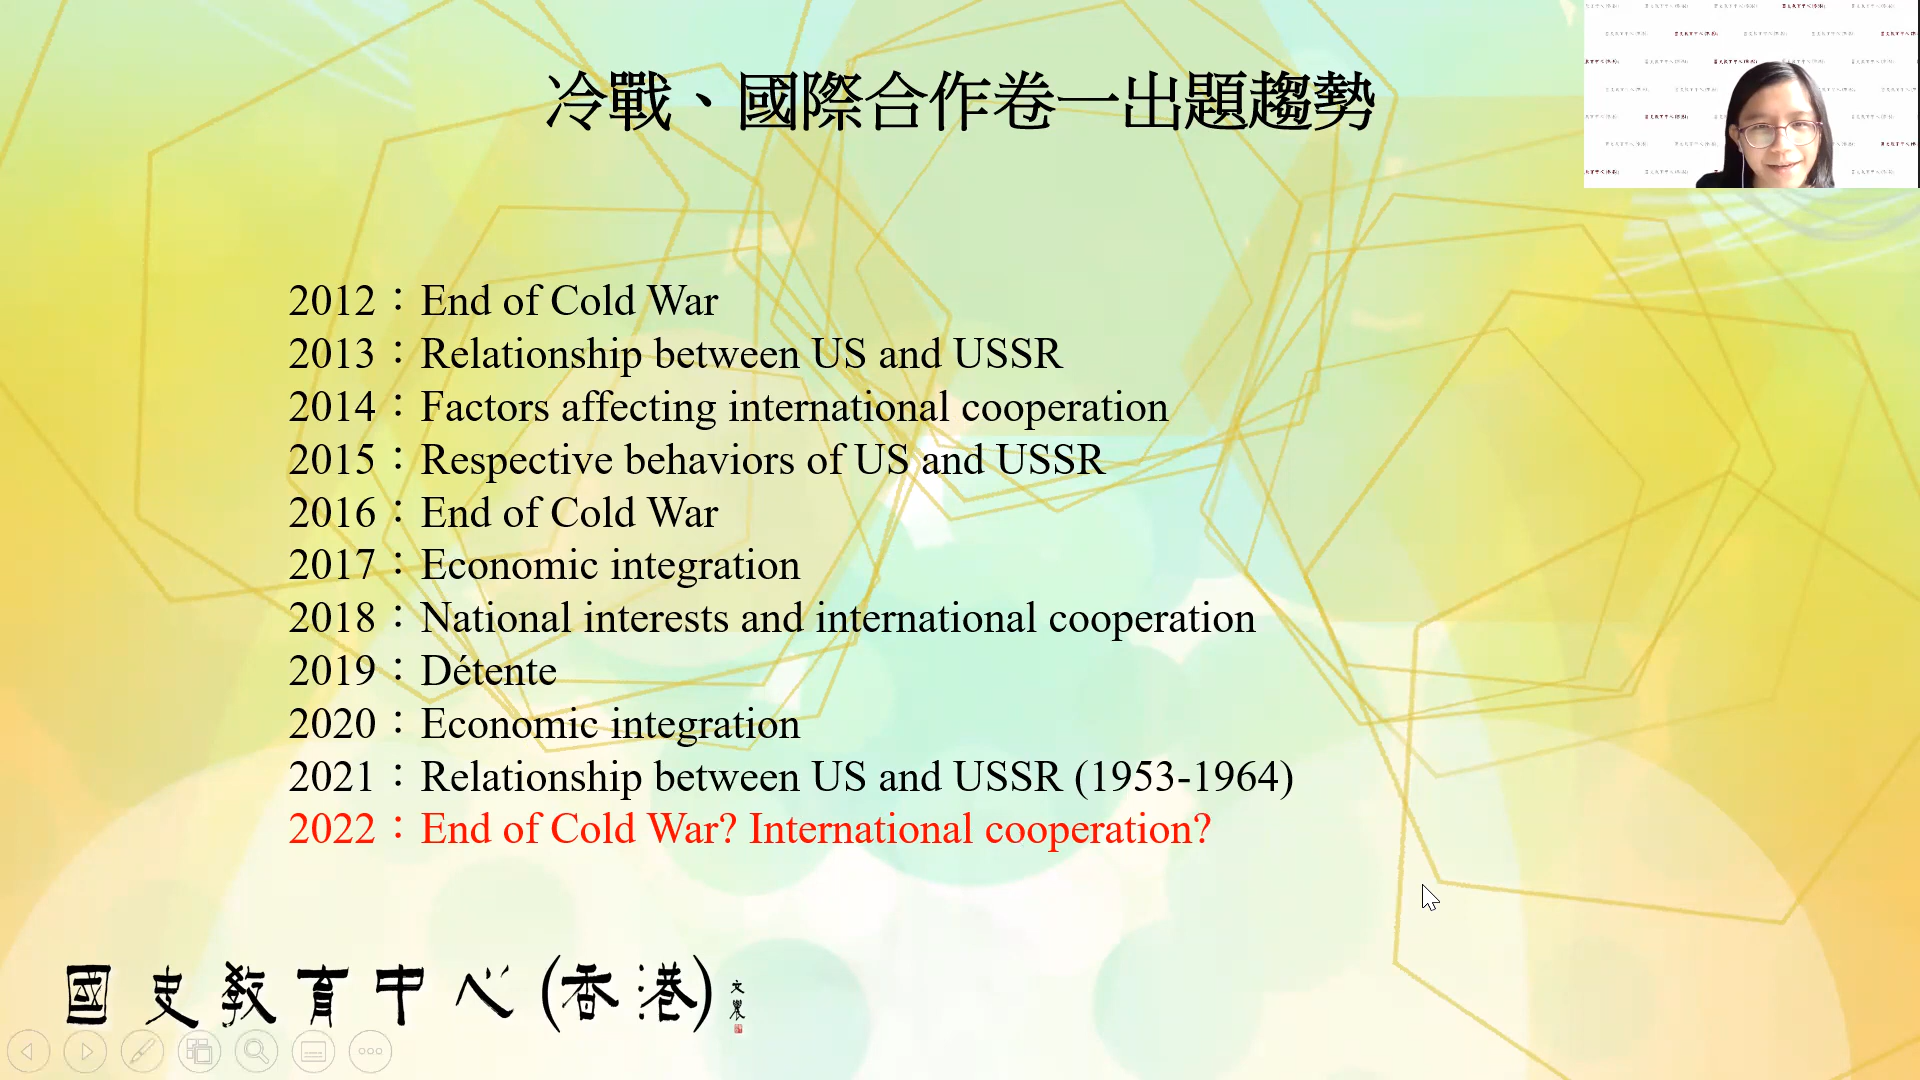 冷戰、國際合作卷一出題趨勢
2012：End of Cold War
2013：Relationship between US and USSR
2014：Factors affecting international cooperation
2015：Respective behaviors of US and USSR
2016：End of Cold War
2017：Economic integration
2018：National interests and international cooperation
2019：Détente
2020：Economic integration
2021：Relationship between US and USSR (1953-1964)
2022：End of Cold War? International cooperation?
國史教育中心(香港)